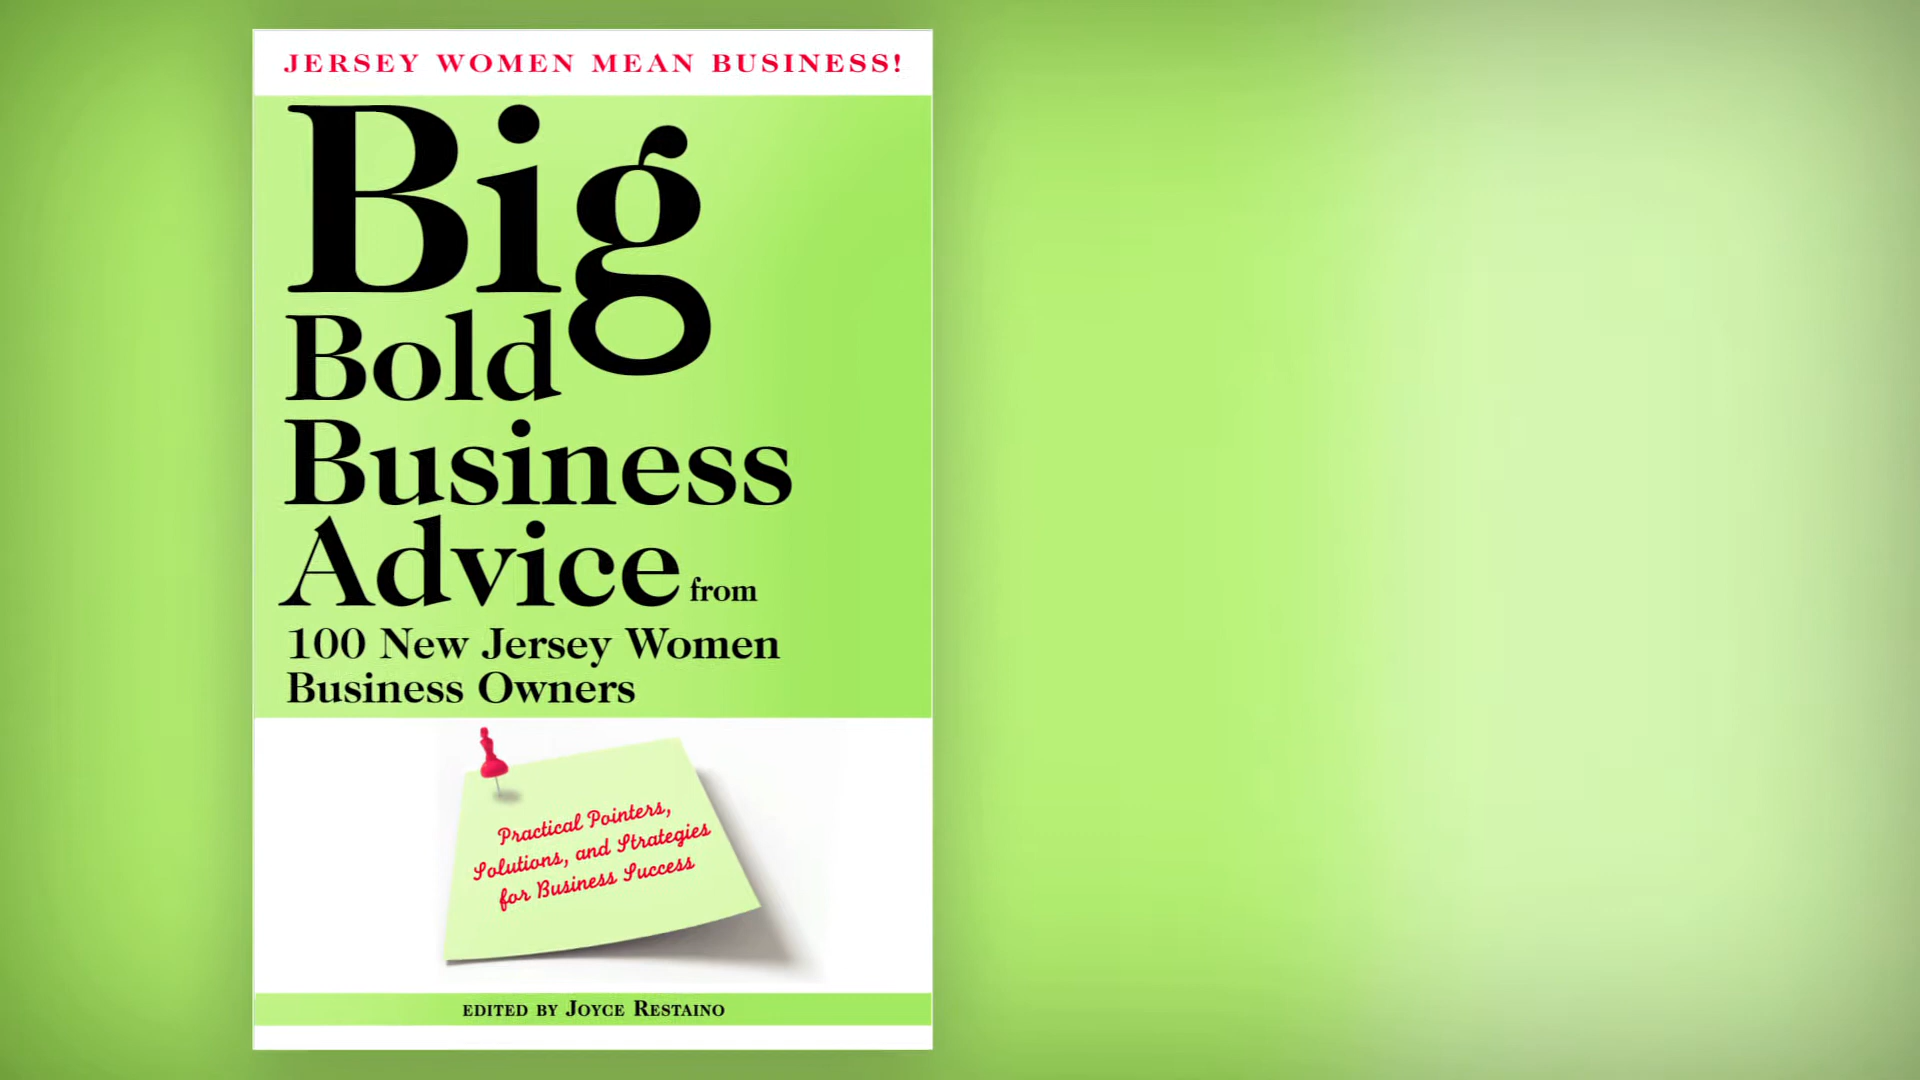 JERSEY WOMEN MEAN BUSINESS!
Big
Bold
Business
Advice from
100 New Jersey Women
Business Owners
Practical Pointers,
Solutions, and Strategies
for Business Success
EDITED BY JOYCE RESTAINO